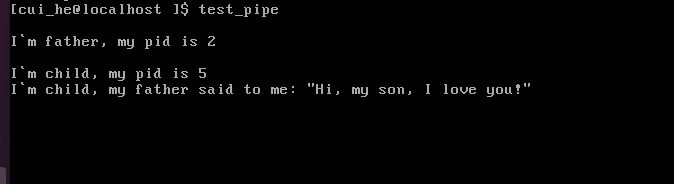 [cui_he@localhost ]$ test_pipe
I`m father, my pid is 2
I`m child, my pid is 5
I`m child, my father said to me: "Hi, my son, I love you!"